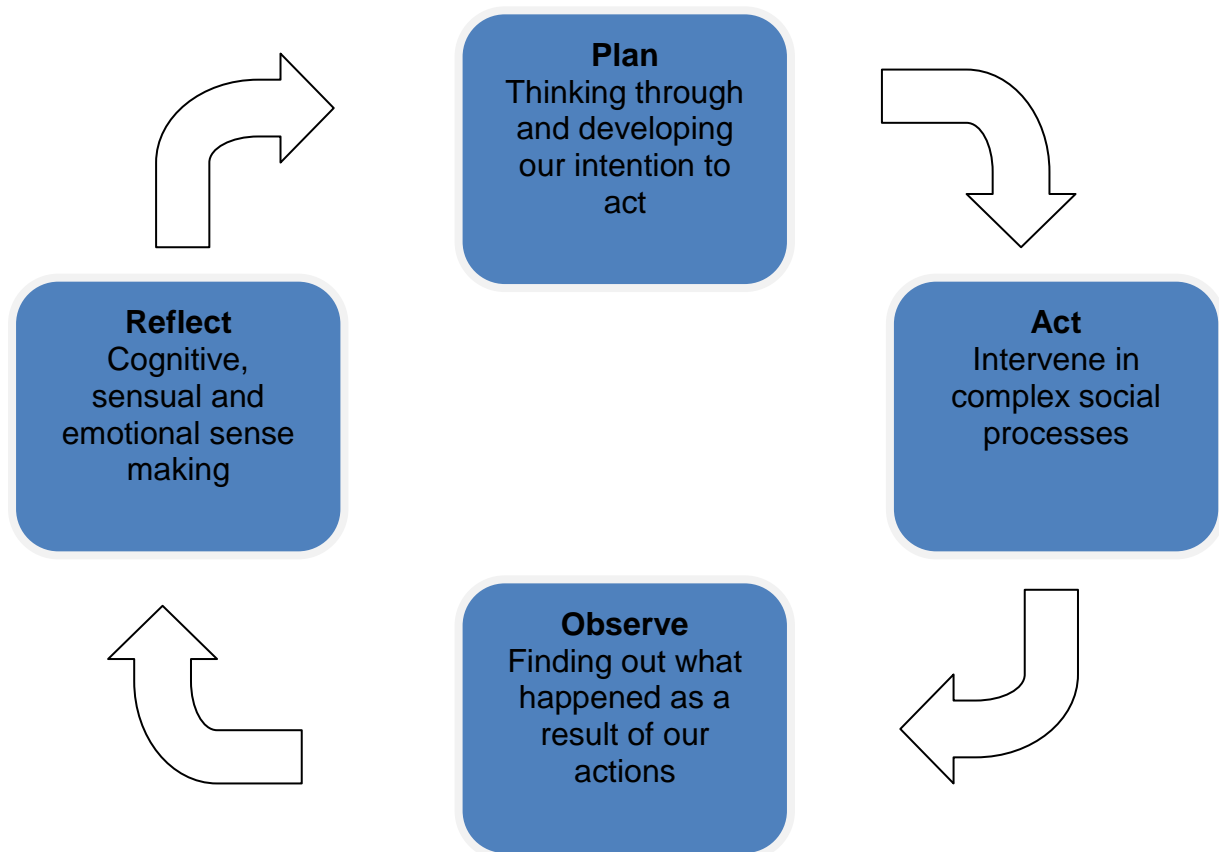 Plan
Thinking through
and developing
our intention to
act
Reflect
Cognitive,
sensual and
emotional sense
making
Act
Intervene in
complex social
processes
Observe
Finding out what
happened as a
result of our
actions